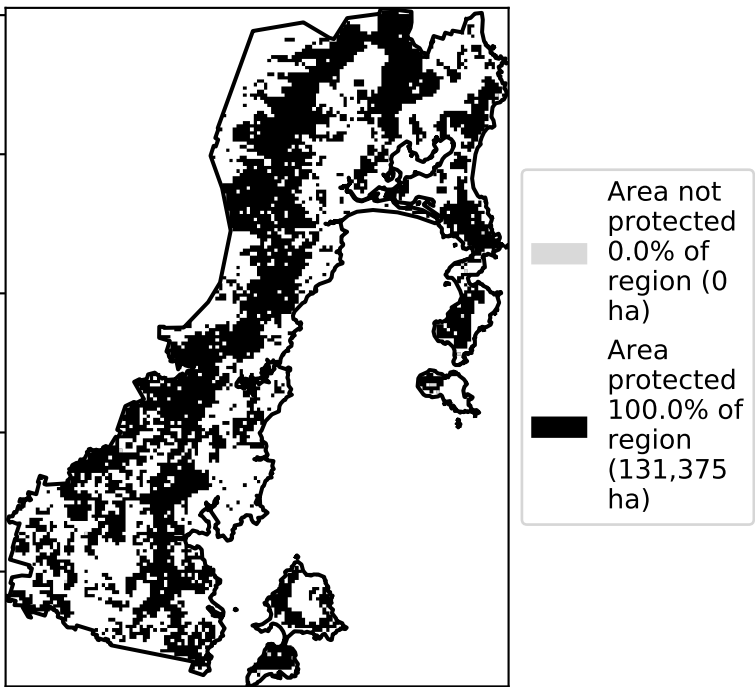 Area not
protected
0.0% of
region (0
ha)
Area
protected
100.0% of
region
(131,375
ha)